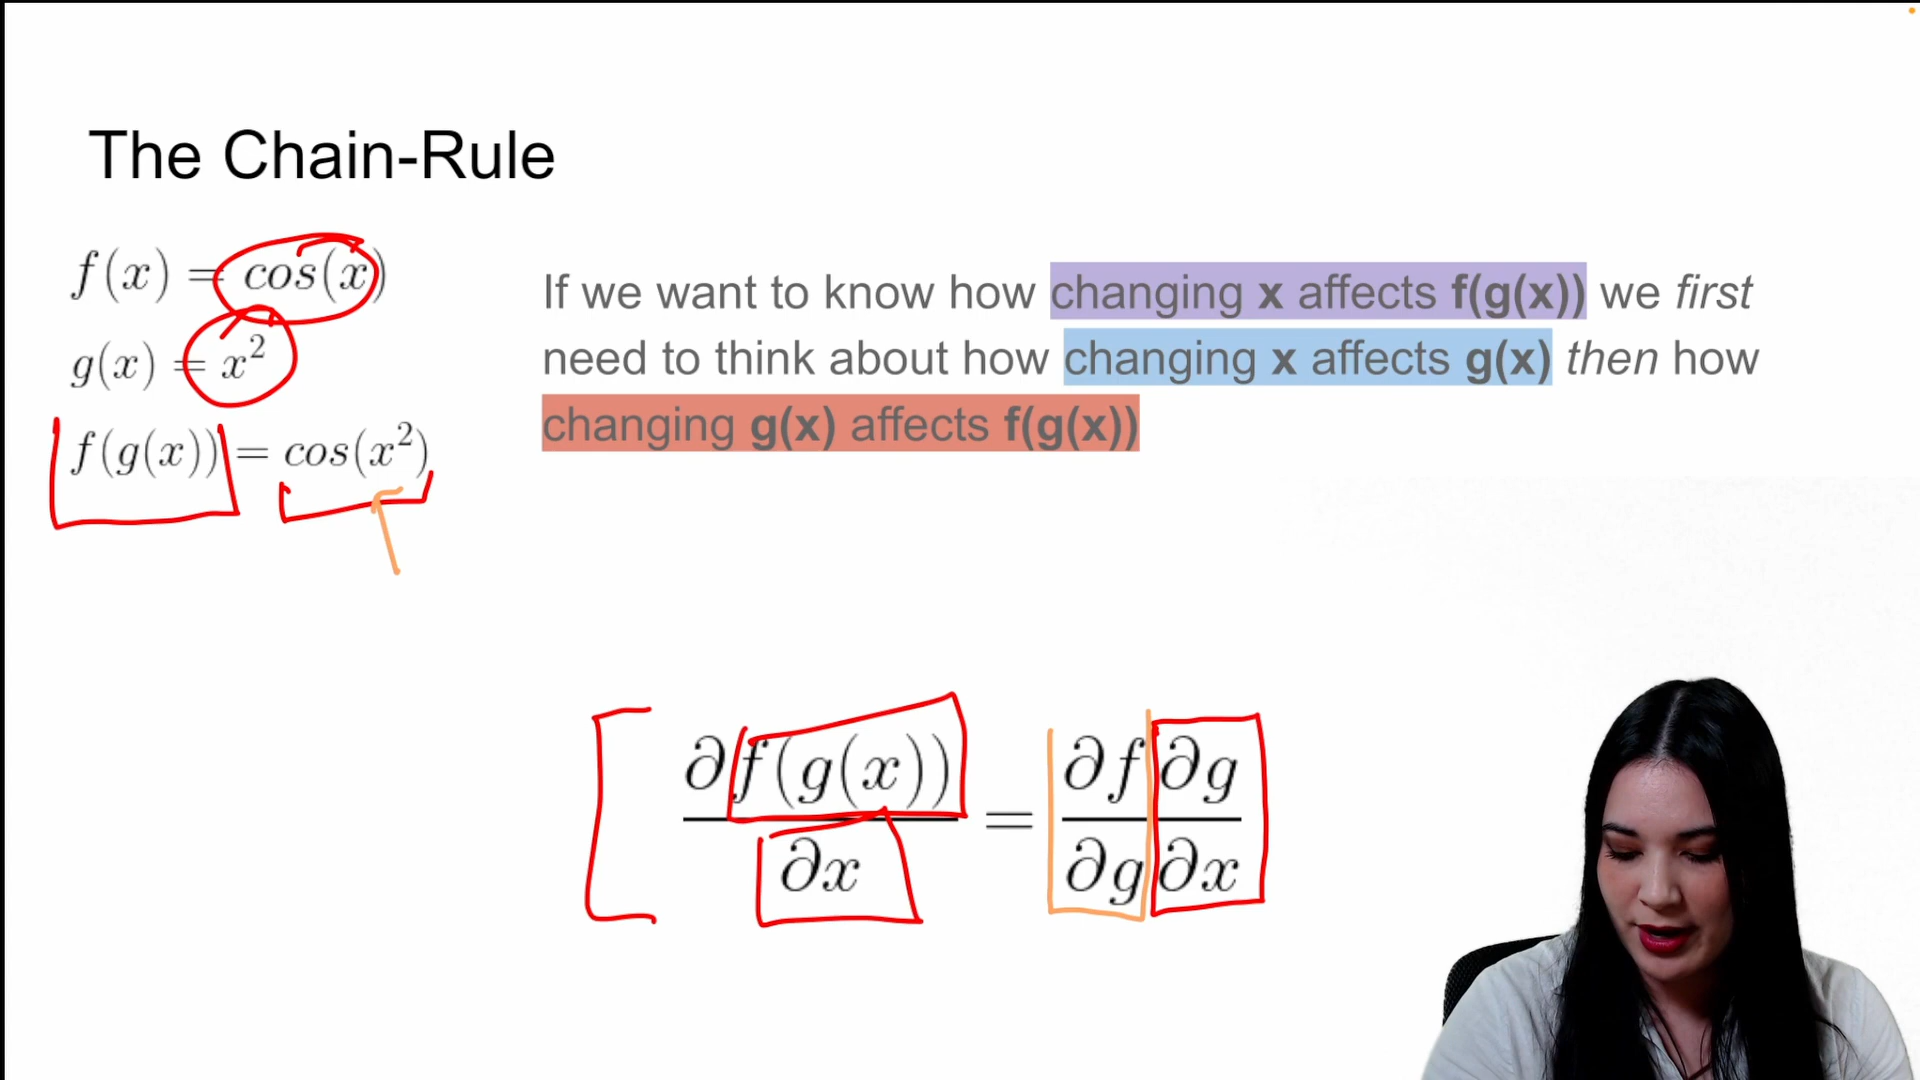 The Chain-Rule
f(x) = cos(x)
g(x) = x²
f(g(x)) = cos(x²)
If we want to know how changing x affects f(g(x)) we first
need to think about how changing x affects g(x) then how
changing g(x) affects f(g(x))
∂f(g(x))/∂x = ∂f/∂g ∂g/∂x